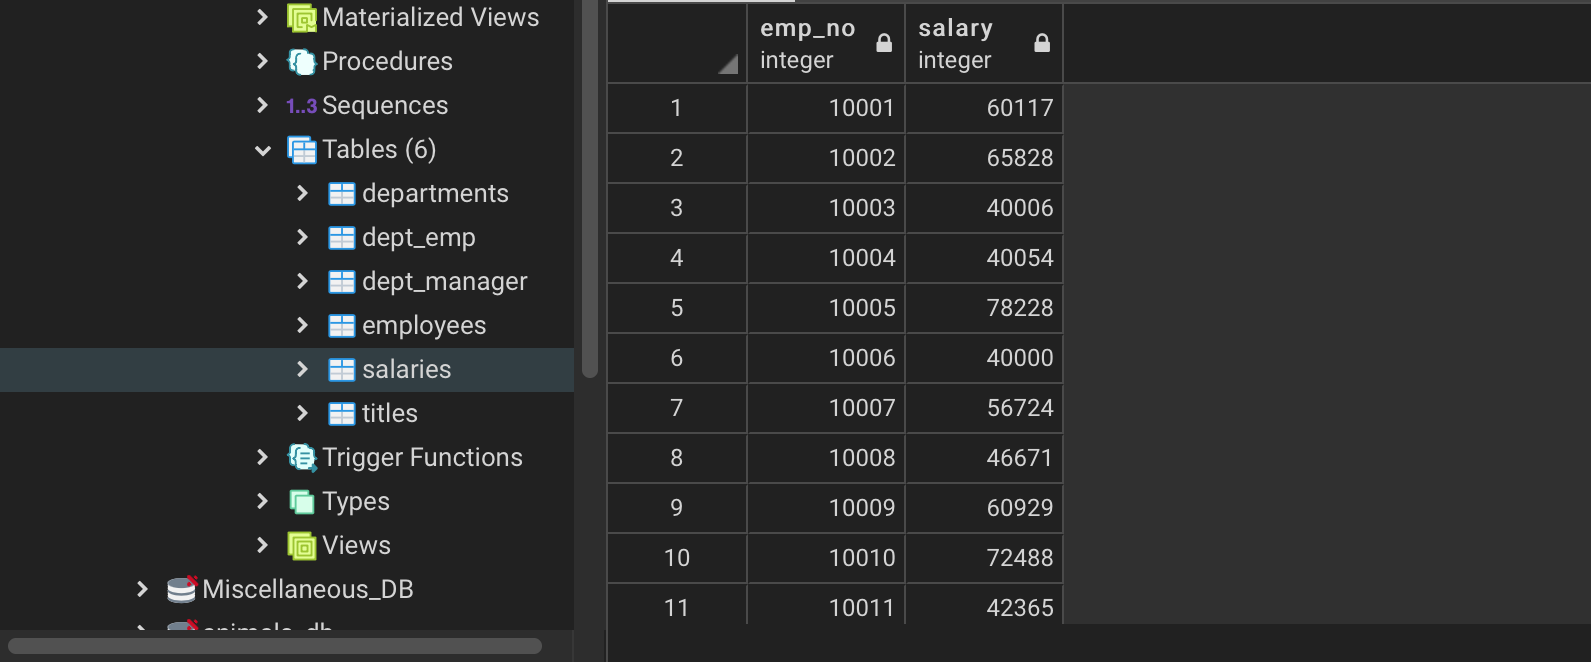 Materialized Views
Procedures
1..3 Sequences
Tables (6)
departments
dept_emp
dept_manager
employees
salaries
titles
Trigger Functions
Types
Views
Miscellaneous_DB
emp_no salary
integer integer
1 10001 60117
2 10002 65828
3 10003 40006
4 10004 40054
5 10005 78228
6 10006 40000
7 10007 56724
8 10008 46671
9 10009 60929
10 10010 72488
11 10011 42365